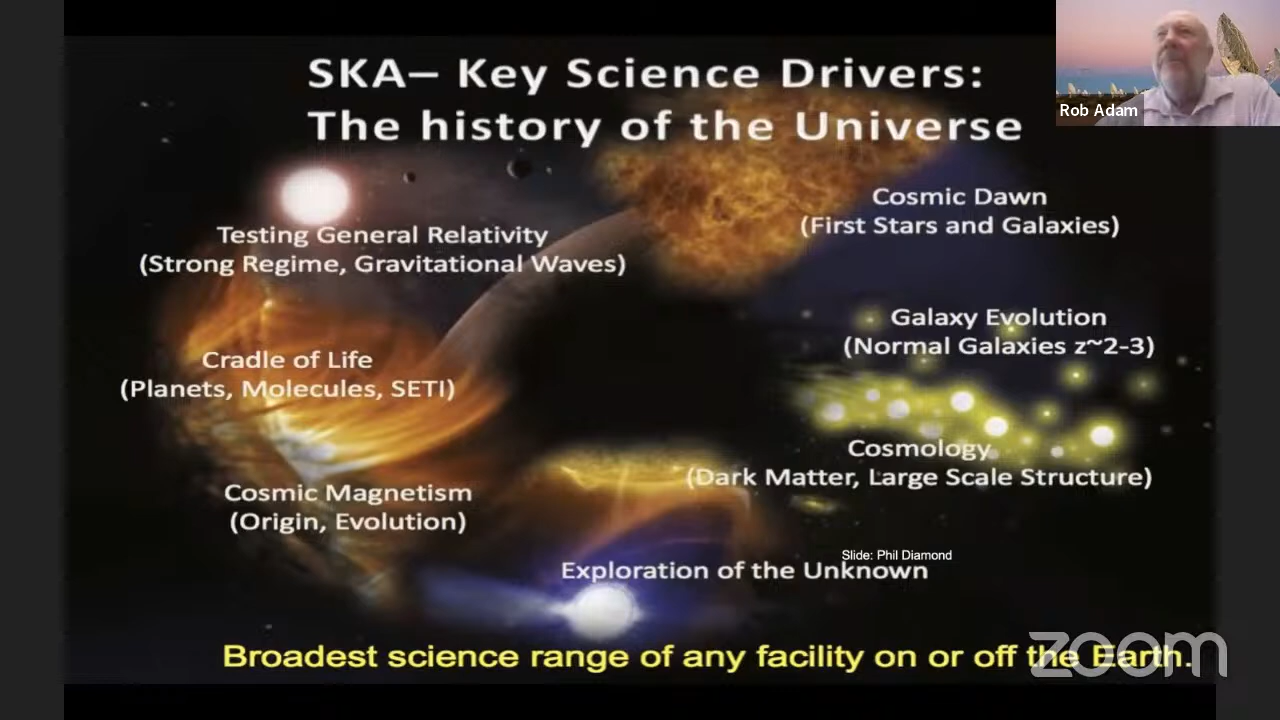 SKA– Key Science Drivers:
The history of the Universe
Rob Adam
Cosmic Dawn
(First Stars and Galaxies)
Testing General Relativity
(Strong Regime, Gravitational Waves)
Galaxy Evolution
(Normal Galaxies z~2-3)
Cradle of Life
(Planets, Molecules, SETI)
Cosmology
(Dark Matter, Large Scale Structure)
Cosmic Magnetism
(Origin, Evolution)
Slide: Phil Diamond
Exploration of the Unknown
Broadest science range of any facility on or off the Earth.
zoom